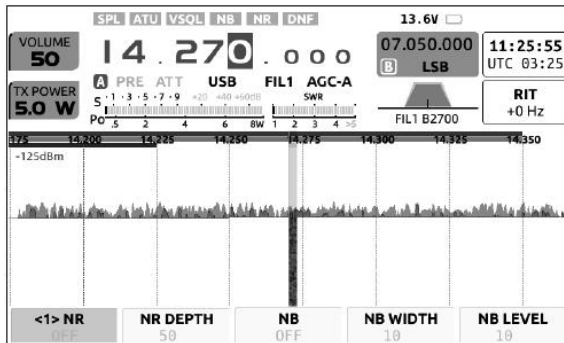 SPL ATU VSQL NB NR DNF 13.6V
VOLUME
50
14.270.000
07.050.000
B LSB
11:25:55
UTC 03:25
A PRE ATT USB FIL1 AGC-A
TX POWER
5.0 W
S ·1 ·3 ·5 ·7 ·9 +20 +40 +60dB SWR
Po .5 2 4 6 8W 1 2 3 4 >5
FIL1 B2700
RIT
+0 Hz
175 14.200 14.225 14.250 14.275 14.300 14.325 14.350
-125dBm
<1> NR NR DEPTH NB NB WIDTH NB LEVEL
OFF 50 OFF 10 10